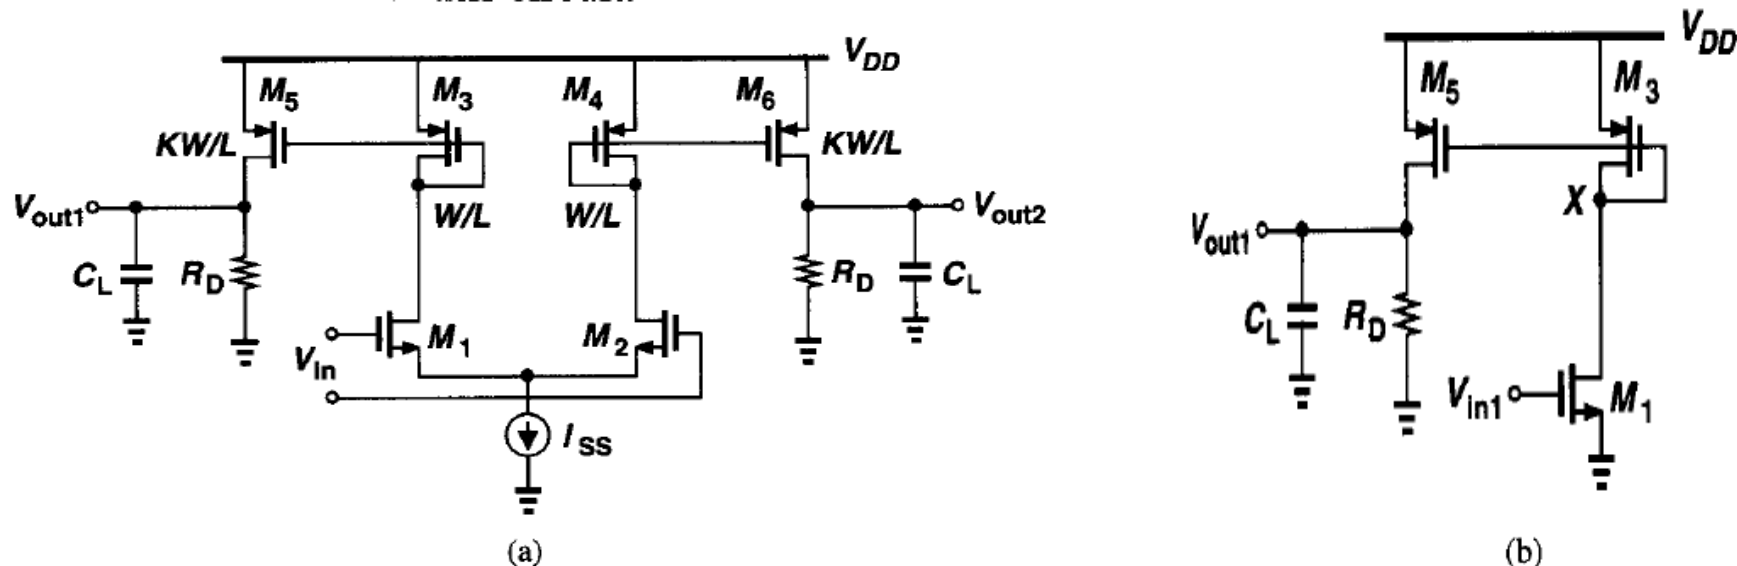 V_DD
M_5 M_3 M_4 M_6
KW/L KW/L
V_out1 W/L W/L V_out2
C_L R_D R_D C_L
V_in M_1 M_2
I_SS
(a)
V_DD
M_5 M_3
X
V_out1
C_L R_D
V_in1 M_1
(b)